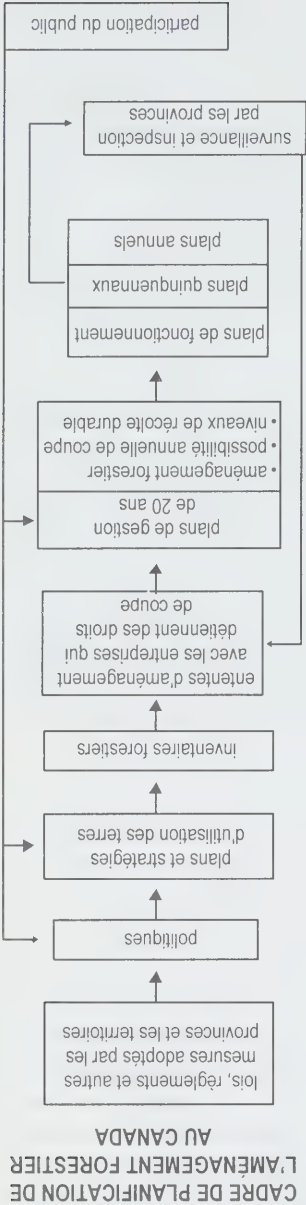 CADRE DE PLANIFICATION DE
L'AMÉNAGEMENT FORESTIER
AU CANADA
lois, règlements et autres
mesures adoptés par les
provinces et les territoires
politiques
plans et stratégies
d'utilisation des terres
inventaires forestiers
ententes d'aménagement
avec les entreprises qui
détiennent des droits
de coupe
plans de gestion
de 20 ans
• aménagement forestier
• possibilité annuelle de coupe
• niveaux de récolte durable
plans de fonctionnement
plans quinquennaux
plans annuels
surveillance et inspection
par les provinces
participation du public